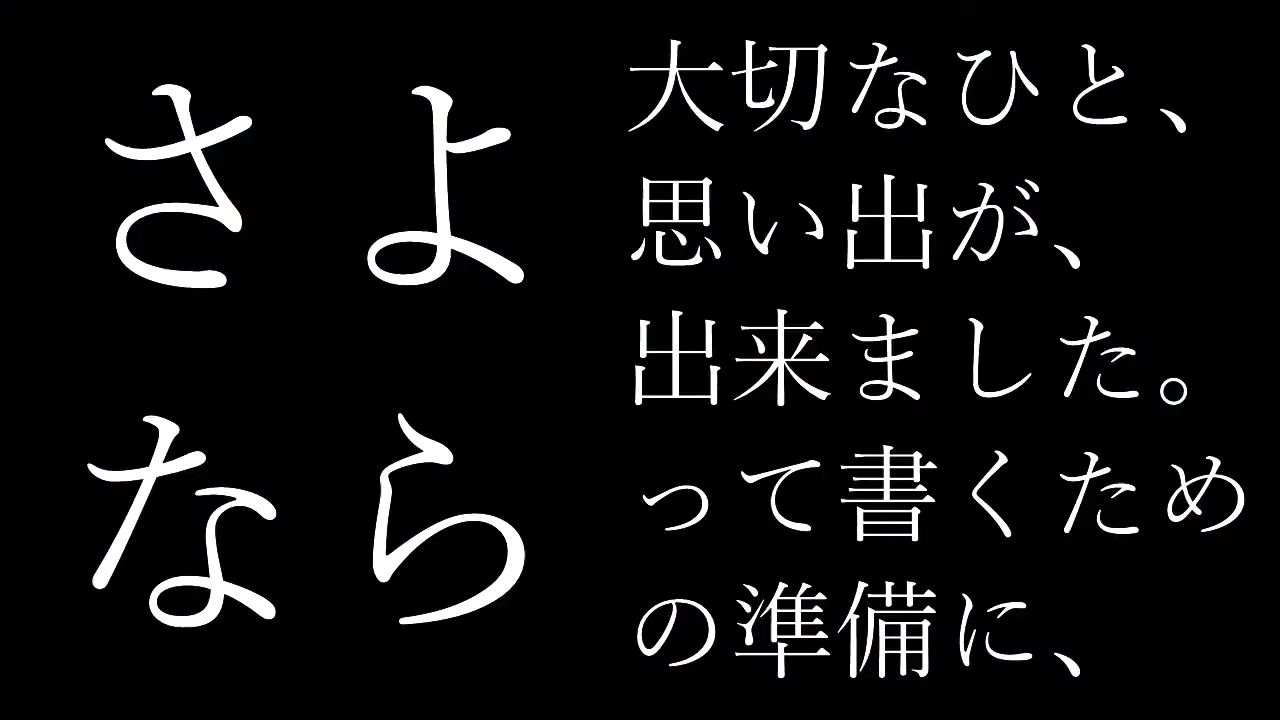 さよ
なら
大切なひと、
思い出が、
出来ました。
って書くため
の準備に、